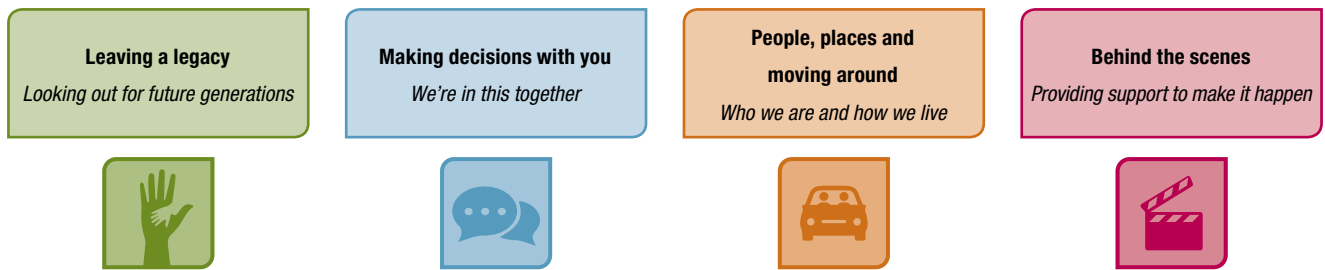 Leaving a legacy
Looking out for future generations
Making decisions with you
We're in this together
People, places and
moving around
Who we are and how we live
Behind the scenes
Providing support to make it happen